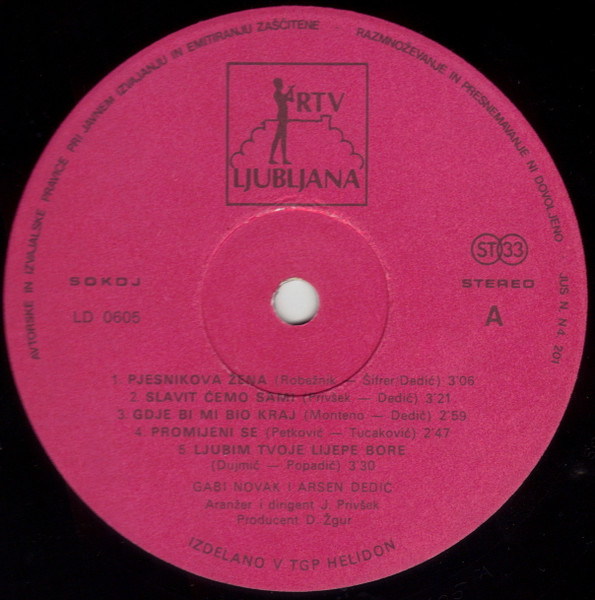 AVTORSKE IN IZVAJALSKE PRAVICE PRI JAVNEM IZVAJANJU IN EMITIRANJU ZAŠČITENE
RAZMNOŽEVANJE IN PRESNEMAVANJE NI DOVOLJENO
JUS N. N4. 201
RTV
LJUBLJANA
ST 33
SOKOJ
STEREO
LD 0605
A
1. PJESNIKOVA ŽENA (Robežnik — Šifrer Dedić) 3'06
2. SLAVIT ĆEMO SAMI (Privšek — Dedić) 3'21
3. GDJE BI MI BIO KRAJ (Monteno — Dedić) 2'59
4. PROMIJENI SE (Petković — Tucaković) 2'47
5. LJUBIM TVOJE LIJEPE BORE
(Dujmić — Popadić) 3'30
GABI NOVAK I ARSEN DEDIĆ
Aranžer i dirigent J. Privšek
Producent D. Žgur
IZDELANO V TGP HELIDON